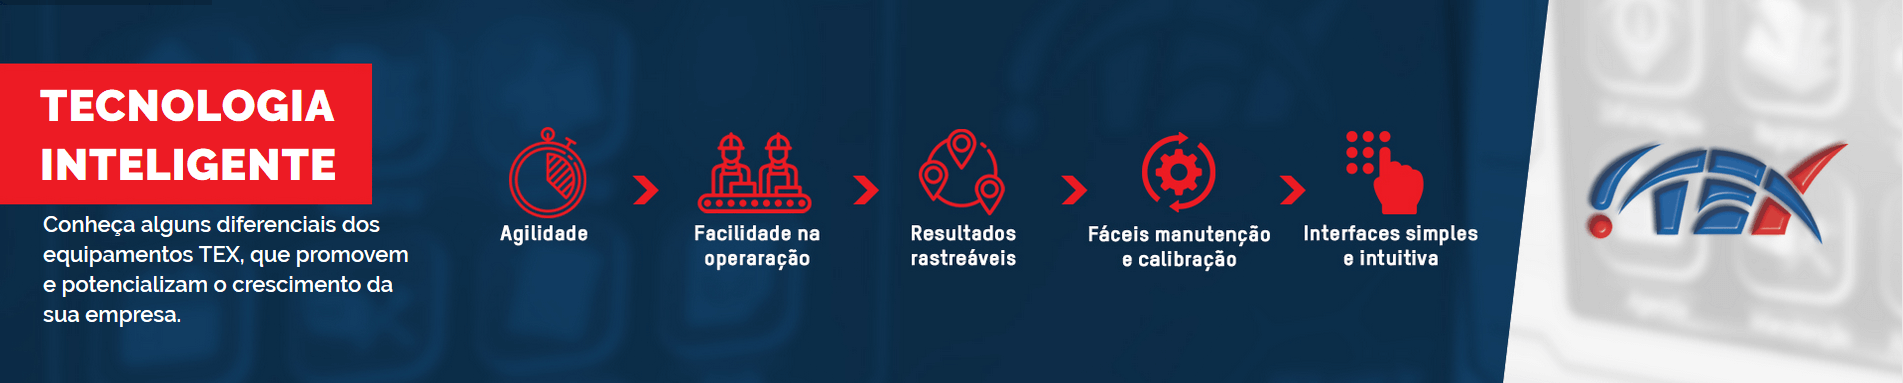 TECNOLOGIA
INTELIGENTE
Conheça alguns diferenciais dos
equipamentos TEX, que promovem
e potencializam o crescimento da
sua empresa.
Agilidade
Facilidade na
operaração
Resultados
rastreáveis
Fáceis manutenção
e calibração
Interfaces simples
e intuitiva
TEX